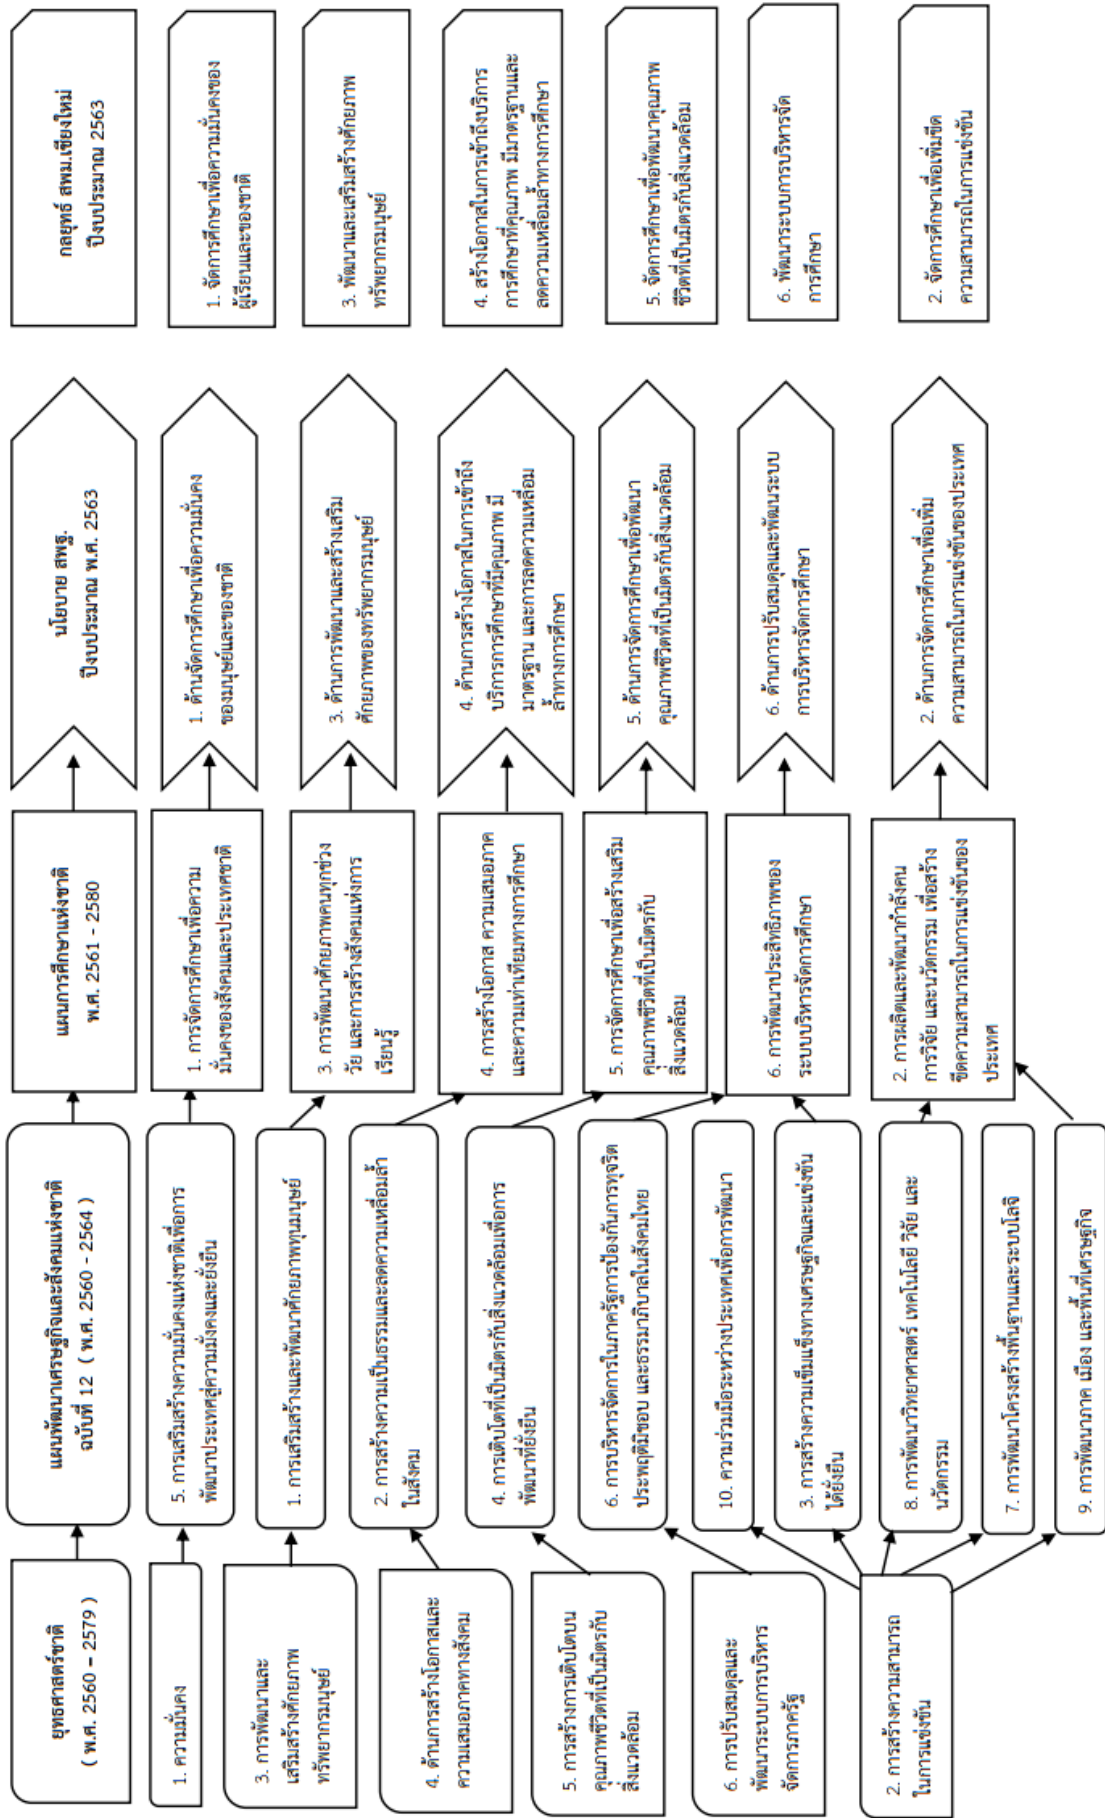 ยุทธศาสตร์ชาติ
( พ.ศ. 2560 – 2579 )
1. ความมั่นคง
3. การพัฒนาและ
เสริมสร้างศักยภาพ
ทรัพยากรมนุษย์
4. ด้านการสร้างโอกาสและ
ความเสมอภาคทางสังคม
5. การสร้างการเติบโตบน
คุณภาพชีวิตที่เป็นมิตรกับ
สิ่งแวดล้อม
6. การปรับสมดุลและ
พัฒนาระบบการบริหาร
จัดการภาครัฐ
2. การสร้างความสามารถ
ในการแข่งขัน
แผนพัฒนาเศรษฐกิจและสังคมแห่งชาติ
ฉบับที่ 12 ( พ.ศ. 2560 - 2564 )
5. การเสริมสร้างความมั่นคงแห่งชาติเพื่อการ
พัฒนาประเทศสู่ความมั่งคงและยั่งยืน
1. การเสริมสร้างและพัฒนาศักยภาพทุนมนุษย์
2. การสร้างความเป็นธรรมและลดความเหลื่อมล้ำ
ในสังคม
4. การเติบโตที่เป็นมิตรกับสิ่งแวดล้อมเพื่อการ
พัฒนาที่ยั่งยืน
6. การบริหารจัดการในภาครัฐการป้องกันการทุจริต
ประพฤติมิชอบ และธรรมาภิบาลในสังคมไทย
10. ความร่วมมือระหว่างประเทศเพื่อการพัฒนา
3. การสร้างความเข็มแข็งทางเศรษฐกิจและแข่งขัน
ได้ยั่งยืน
8. การพัฒนาวิทยาศาสตร์ เทคโนโลยี วิจัย และ
นวัตกรรม
7. การพัฒนาโครงสร้างพื้นฐานและระบบโลจิ
9. การพัฒนาภาค เมือง และพื้นที่เศรษฐกิจ
แผนการศึกษาแห่งชาติ
พ.ศ. 2561 - 2580
1. การจัดการศึกษาเพื่อความ
มั่นคงของสังคมและประเทศชาติ
3. การพัฒนาศักยภาพคนทุกช่วง
วัย และการสร้างสังคมแห่งการ
เรียนรู้
4. การสร้างโอกาส ความเสมอภาค
และความเท่าเทียมทางการศึกษา
5. การจัดการศึกษาเพื่อสร้างเสริม
คุณภาพชีวิตที่เป็นมิตรกับ
สิ่งแวดล้อม
6. การพัฒนาประสิทธิภาพของ
ระบบบริหารจัดการศึกษา
2. การผลิตและพัฒนากำลังคน
การวิจัย และนวัตกรรม เพื่อสร้าง
ขีดความสามารถในการแข่งขันของ
ประเทศ
นโยบาย สพฐ.
ปีงบประมาณ พ.ศ. 2563
1. ด้านจัดการศึกษาเพื่อความมั่นคง
ของมนุษย์และของชาติ
3. ด้านการพัฒนาและสร้างเสริม
ศักยภาพของทรัพยากรมนุษย์
4. ด้านการสร้างโอกาสในการเข้าถึง
บริการการศึกษาที่มีคุณภาพ มี
มาตรฐาน และการลดความเหลื่อม
ล้ำทางการศึกษา
5. ด้านการจัดการศึกษาเพื่อพัฒนา
คุณภาพชีวิตที่เป็นมิตรกับสิ่งแวดล้อม
6. ด้านการปรับสมดุลและพัฒนาระบบ
การบริหารจัดการศึกษา
2. ด้านการจัดการศึกษาเพื่อเพิ่ม
ความสามารถในการแข่งขันของประเทศ
กลยุทธ์ สพม.เชียงใหม่
ปีงบประมาณ 2563
1. จัดการศึกษาเพื่อความมั่นคงของ
ผู้เรียนและของชาติ
3. พัฒนาและเสริมสร้างศักยภาพ
ทรัพยากรมนุษย์
4. สร้างโอกาสในการเข้าถึงบริการ
การศึกษาที่คุณภาพ มีมาตรฐานและ
ลดความเหลื่อมล้ำทางการศึกษา
5. จัดการศึกษาเพื่อพัฒนาคุณภาพ
ชีวิตที่เป็นมิตรกับสิ่งแวดล้อม
6. พัฒนาระบบการบริหารจัด
การศึกษา
2. จัดการศึกษาเพื่อเพิ่มขีด
ความสามารถในการแข่งขัน